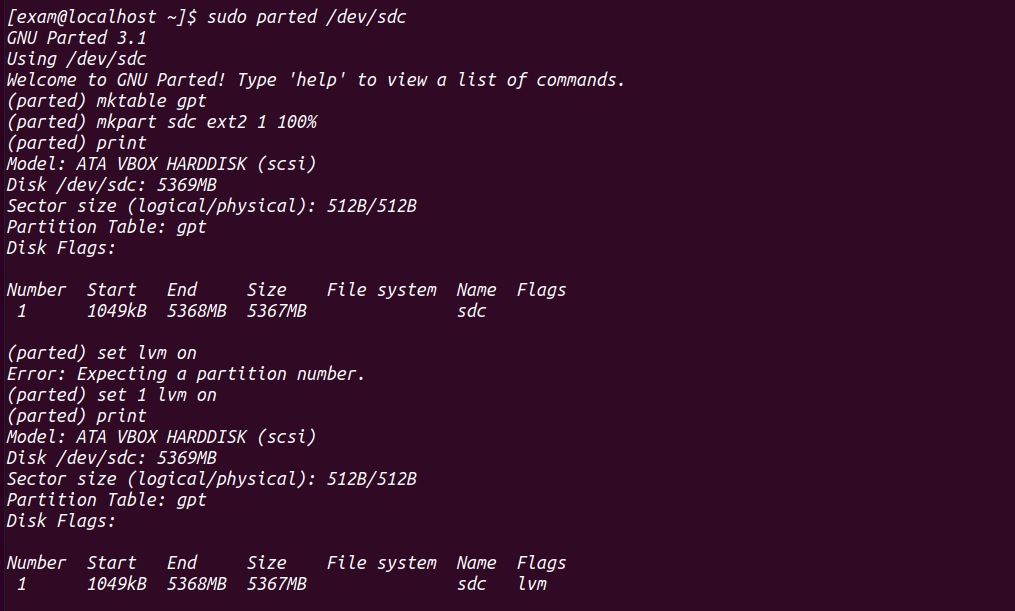 [exam@localhost ~]$ sudo parted /dev/sdc
GNU Parted 3.1
Using /dev/sdc
Welcome to GNU Parted! Type 'help' to view a list of commands.
(parted) mktable gpt
(parted) mkpart sdc ext2 1 100%
(parted) print
Model: ATA VBOX HARDDISK (scsi)
Disk /dev/sdc: 5369MB
Sector size (logical/physical): 512B/512B
Partition Table: gpt
Disk Flags:

Number  Start   End     Size    File system  Name  Flags
 1      1049kB  5368MB  5367MB               sdc

(parted) set lvm on
Error: Expecting a partition number.
(parted) set 1 lvm on
(parted) print
Model: ATA VBOX HARDDISK (scsi)
Disk /dev/sdc: 5369MB
Sector size (logical/physical): 512B/512B
Partition Table: gpt
Disk Flags:

Number  Start   End     Size    File system  Name  Flags
 1      1049kB  5368MB  5367MB               sdc   lvm